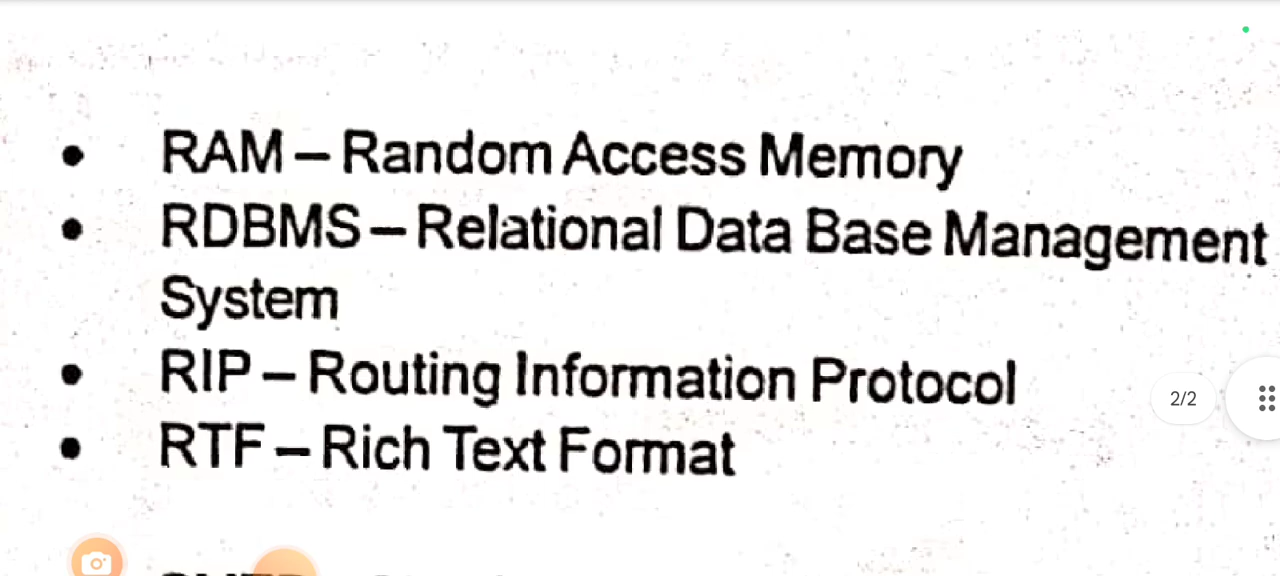 • RAM – Random Access Memory
• RDBMS – Relational Data Base Management
System
• RIP – Routing Information Protocol
• RTF – Rich Text Format
2/2